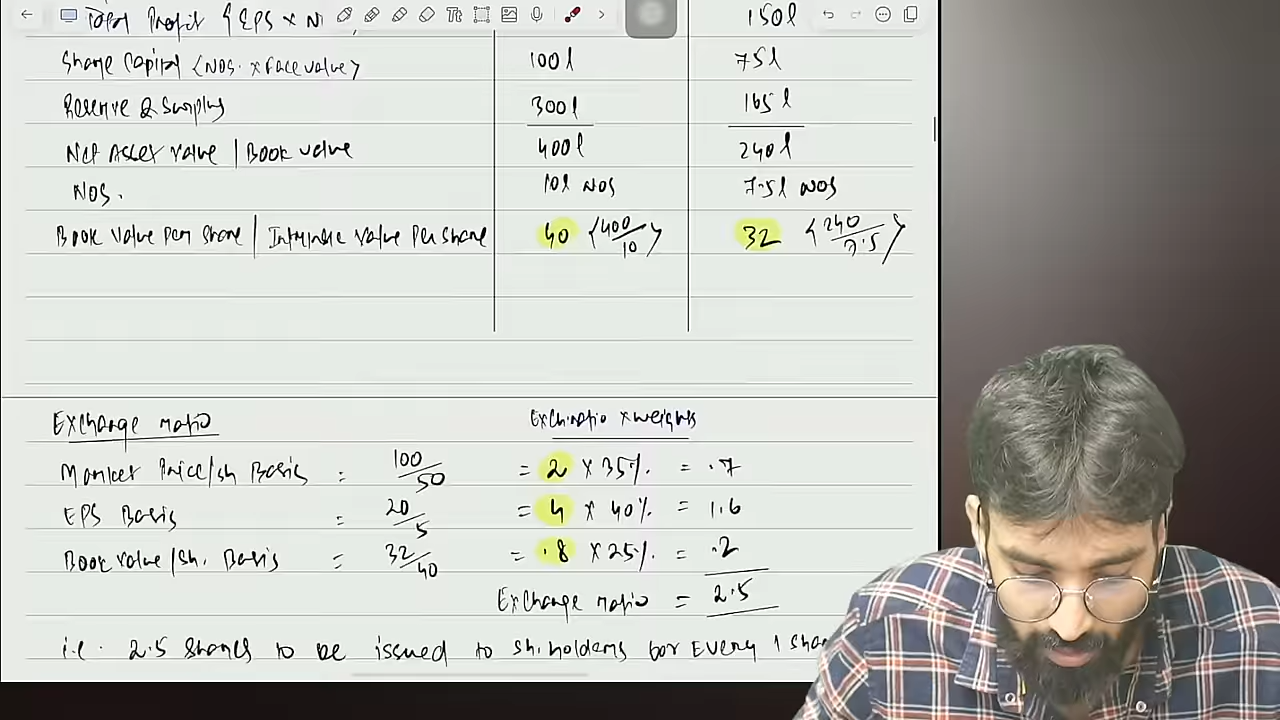 Total Profit {EPS x N 150l
Share Capital {NOS. x Face value} 100l 75l
Reserve & Surplus 300l 165l
Net Asset value | Book value 400l 240l
NOS. 10l NOS 7.5l NOS
Book Value Per Share | Intrinsic Value Per Share 40 {400/10} 32 {240/7.5}
Exchange ratio Exch. ratio x weights
Market Price/sh Basis = 100/50 = 2 x 35% = .7
EPS Basis = 20/5 = 4 x 40% = 1.6
Book value/Sh. Basis = 32/40 = .8 x 25% = .2
Exchange ratio = 2.5
i.e. 2.5 shares to be issued to sh. holders for every 1 sha